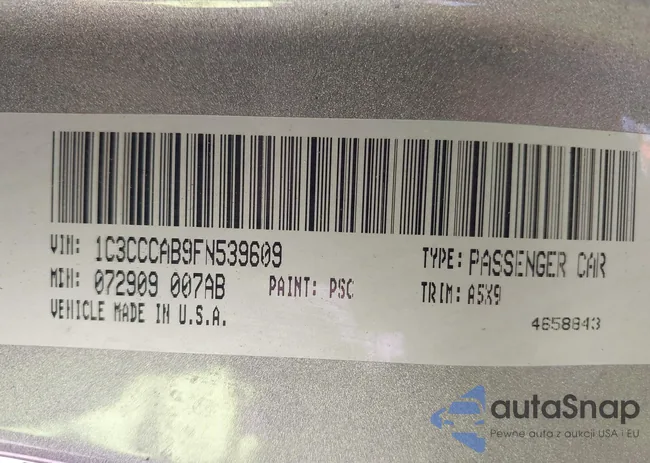 VIN: 1C3CCCAB9FN539609 TYPE: PASSENGER CAR
MIH: 072909 007AB PAINT: PSC TRIM: A5X9
VEHICLE MADE IN U.S.A. 4658843
autaSnap
Pewne auta z aukcji USA i EU